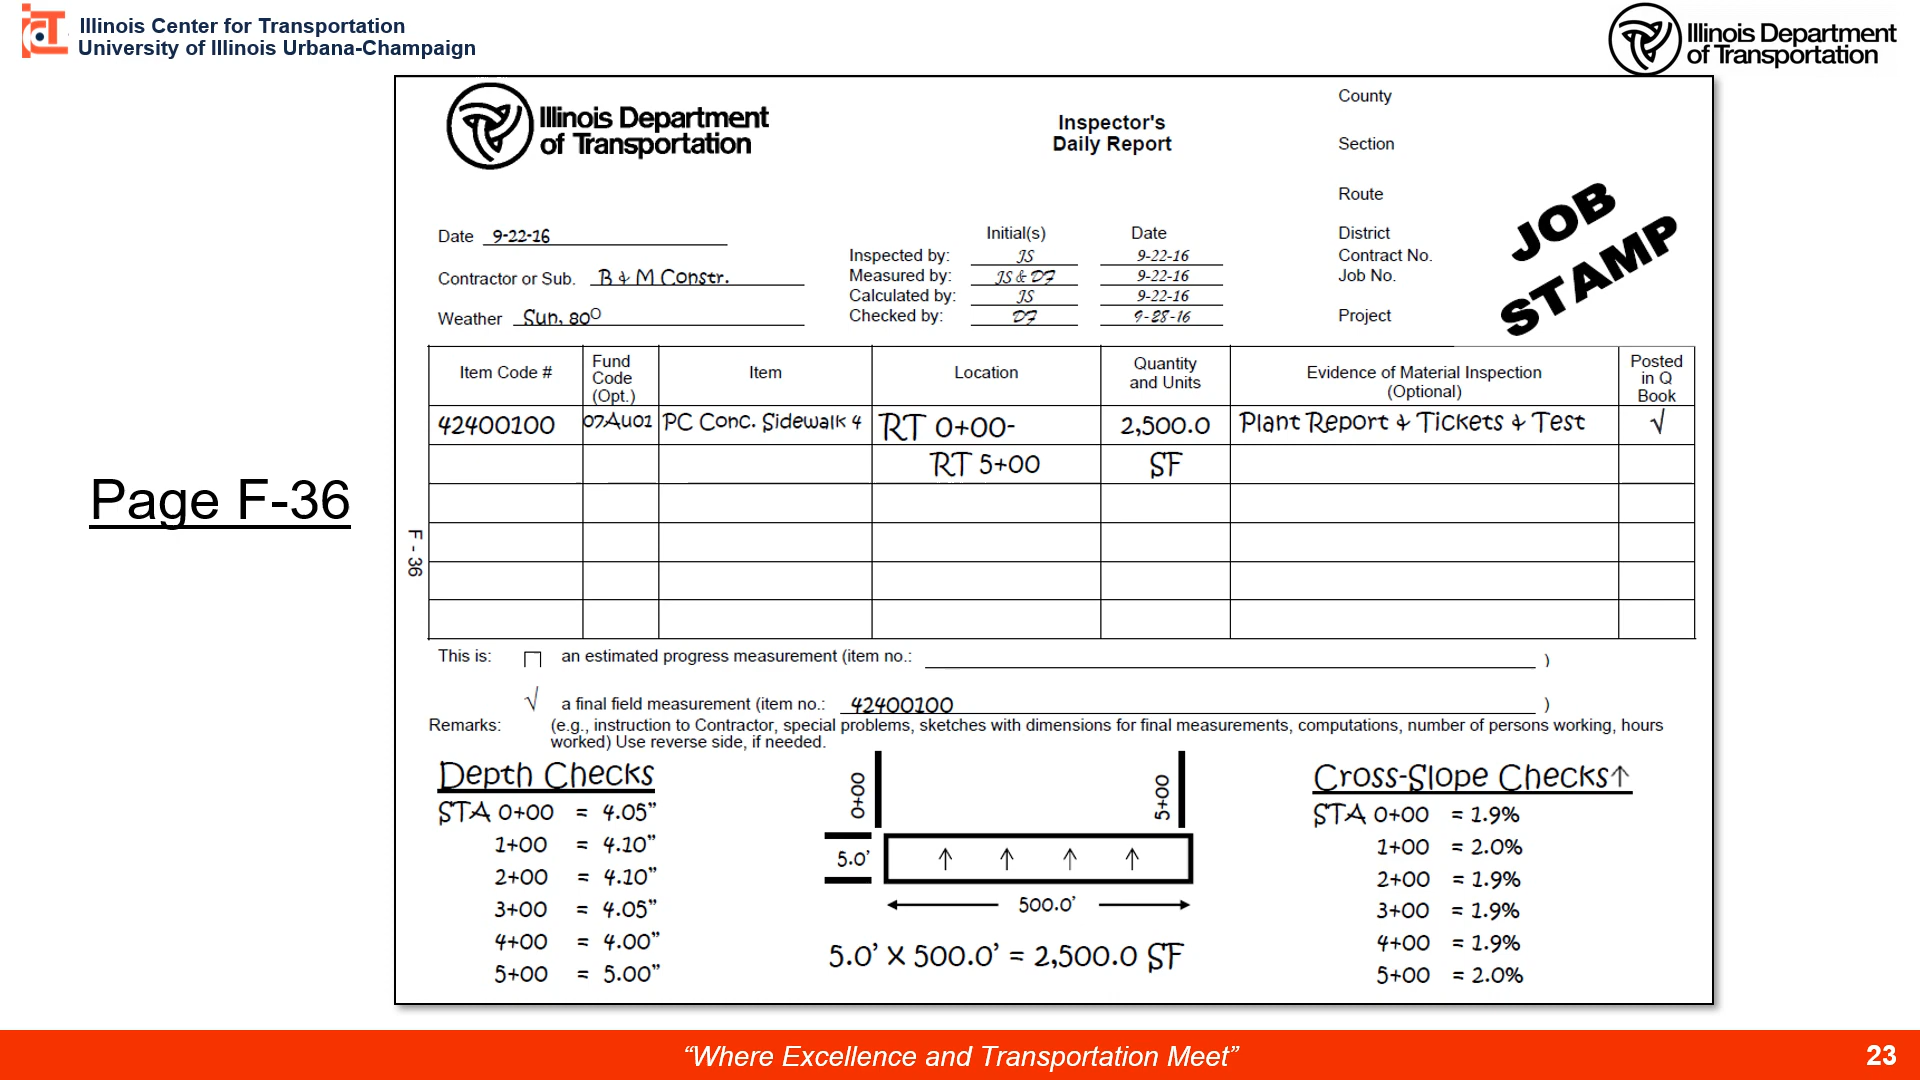 Illinois Center for Transportation
University of Illinois Urbana-Champaign
Illinois Department
of Transportation
Illinois Department
of Transportation
Inspector's
Daily Report
County
Section
Route
District
Contract No.
Job No.
Project
JOB
STAMP
Date 9-22-16
Contractor or Sub. B & M Constr.
Weather Sun, 80°
Initial(s) Date
Inspected by: JS 9-22-16
Measured by: JS & DF 9-22-16
Calculated by: JS 9-22-16
Checked by: DF 9-28-16
Item Code # Fund Code (Opt.) Item Location Quantity and Units Evidence of Material Inspection (Optional) Posted in Q Book
42400100 07Au01 PC Conc. Sidewalk 4 RT 0+00- 2,500.0 Plant Report & Tickets & Test √
RT 5+00 SF
Page F-36
F - 36
This is: an estimated progress measurement (item no.: )
√ a final field measurement (item no.: 42400100 )
Remarks: (e.g., instruction to Contractor, special problems, sketches with dimensions for final measurements, computations, number of persons working, hours
worked) Use reverse side, if needed.
Depth Checks
STA 0+00 = 4.05”
1+00 = 4.10”
2+00 = 4.10”
3+00 = 4.05”
4+00 = 4.00”
5+00 = 5.00”
0+00
5+00
5.0’
↑ ↑ ↑ ↑
500.0’
5.0’ X 500.0’ = 2,500.0 SF
Cross-Slope Checks↑
STA 0+00 = 1.9%
1+00 = 2.0%
2+00 = 1.9%
3+00 = 1.9%
4+00 = 1.9%
5+00 = 2.0%
“Where Excellence and Transportation Meet”
23